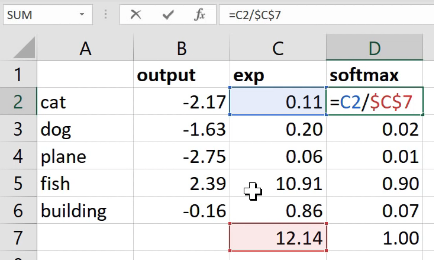 SUM =C2/$C$7
A B C D
1 output exp softmax
2 cat -2.17 0.11 =C2/$C$7
3 dog -1.63 0.20 0.02
4 plane -2.75 0.06 0.01
5 fish 2.39 10.91 0.90
6 building -0.16 0.86 0.07
7 12.14 1.00